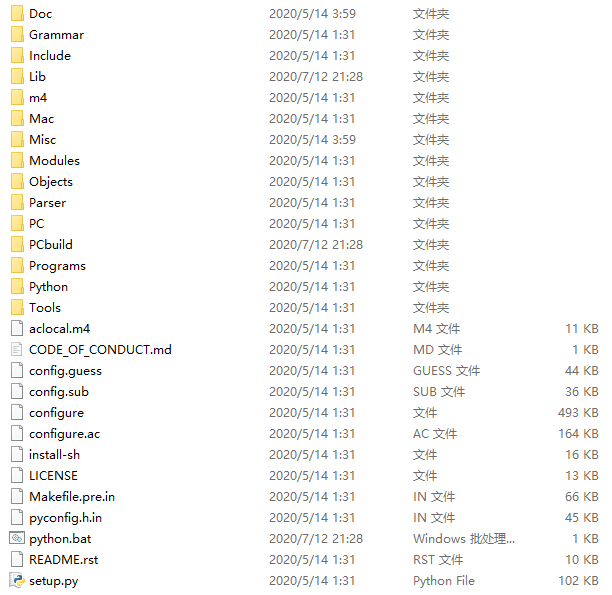 Doc 2020/5/14 3:59 文件夹
Grammar 2020/5/14 1:31 文件夹
Include 2020/5/14 1:31 文件夹
Lib 2020/7/12 21:28 文件夹
m4 2020/5/14 1:31 文件夹
Mac 2020/5/14 1:31 文件夹
Misc 2020/5/14 3:59 文件夹
Modules 2020/5/14 1:31 文件夹
Objects 2020/5/14 1:31 文件夹
Parser 2020/5/14 1:31 文件夹
PC 2020/5/14 1:31 文件夹
PCbuild 2020/7/12 21:28 文件夹
Programs 2020/5/14 1:31 文件夹
Python 2020/5/14 1:31 文件夹
Tools 2020/5/14 1:31 文件夹
aclocal.m4 2020/5/14 1:31 M4 文件 11 KB
CODE_OF_CONDUCT.md 2020/5/14 1:31 MD 文件 1 KB
config.guess 2020/5/14 1:31 GUESS 文件 44 KB
config.sub 2020/5/14 1:31 SUB 文件 36 KB
configure 2020/5/14 1:31 文件 493 KB
configure.ac 2020/5/14 1:31 AC 文件 164 KB
install-sh 2020/5/14 1:31 文件 16 KB
LICENSE 2020/5/14 1:31 文件 13 KB
Makefile.pre.in 2020/5/14 1:31 IN 文件 66 KB
pyconfig.h.in 2020/5/14 1:31 IN 文件 45 KB
python.bat 2020/7/12 21:28 Windows 批处理... 1 KB
README.rst 2020/5/14 1:31 RST 文件 10 KB
setup.py 2020/5/14 1:31 Python File 102 KB